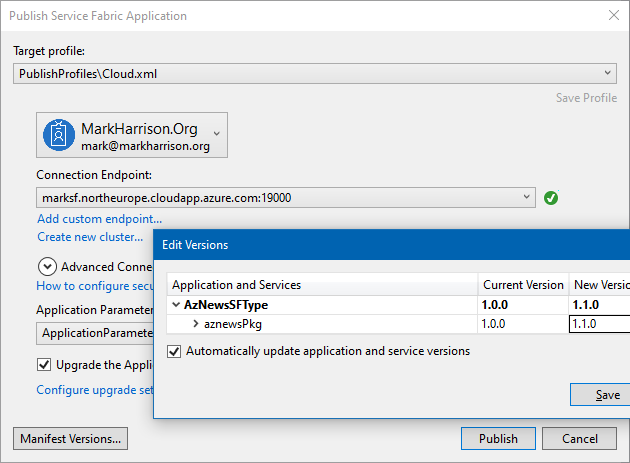 Publish Service Fabric Application
Target profile:
PublishProfiles\Cloud.xml
Save Profile
MarkHarrison.Org
mark@markharrison.org
Connection Endpoint:
marksf.northeurope.cloudapp.azure.com:19000
Add custom endpoint...
Create new cluster...
Edit Versions
Advanced Conne
How to configure secu
Application and Services Current Version New Versio
AzNewsSFType 1.0.0 1.1.0
aznewsPkg 1.0.0 1.1.0
Application Parameter
ApplicationParamete
Automatically update application and service versions
Upgrade the Appli
Configure upgrade set
Save
Manifest Versions...
Publish
Cancel